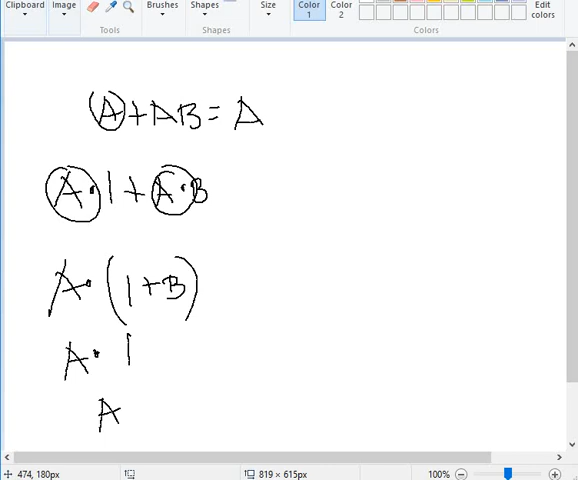 Clipboard Image Brushes Shapes Size Color 1 Color 2 Edit colors
Tools Shapes Colors
A+AB=A
A·1+A·B
A·(1+B)
A·1
A
474, 180px 819 × 615px 100%